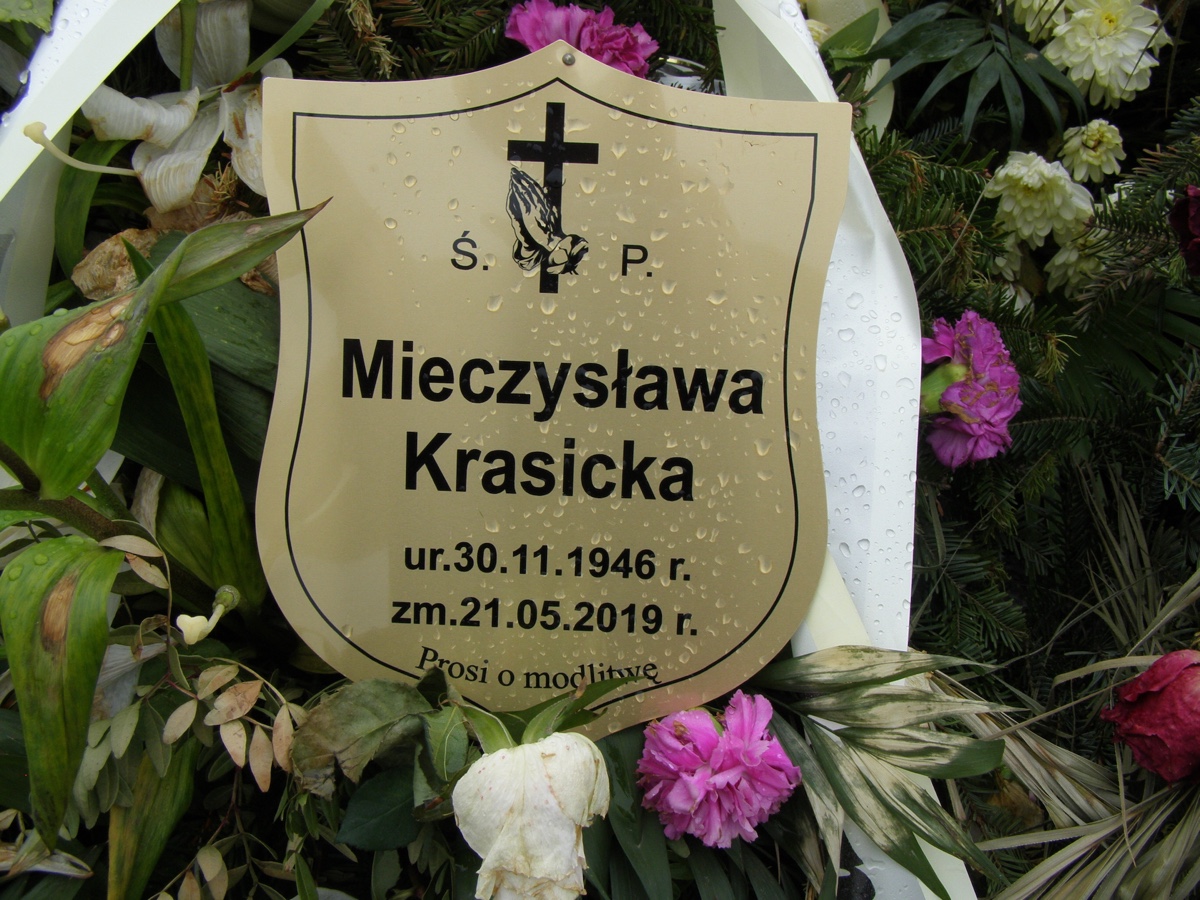 Ś. P.
Mieczysława
Krasicka
ur.30.11.1946 r.
zm.21.05.2019 r.
Prosi o modlitwę